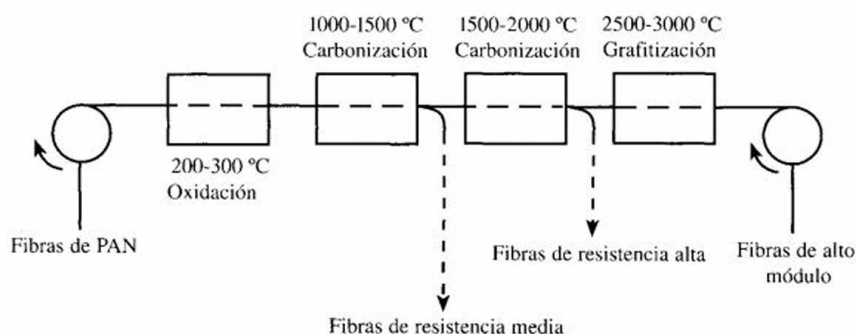 1000-1500 ºC
Carbonización
1500-2000 ºC
Carbonización
2500-3000 ºC
Grafitización
200-300 ºC
Oxidación
Fibras de PAN
Fibras de resistencia alta
Fibras de alto
módulo
Fibras de resistencia media